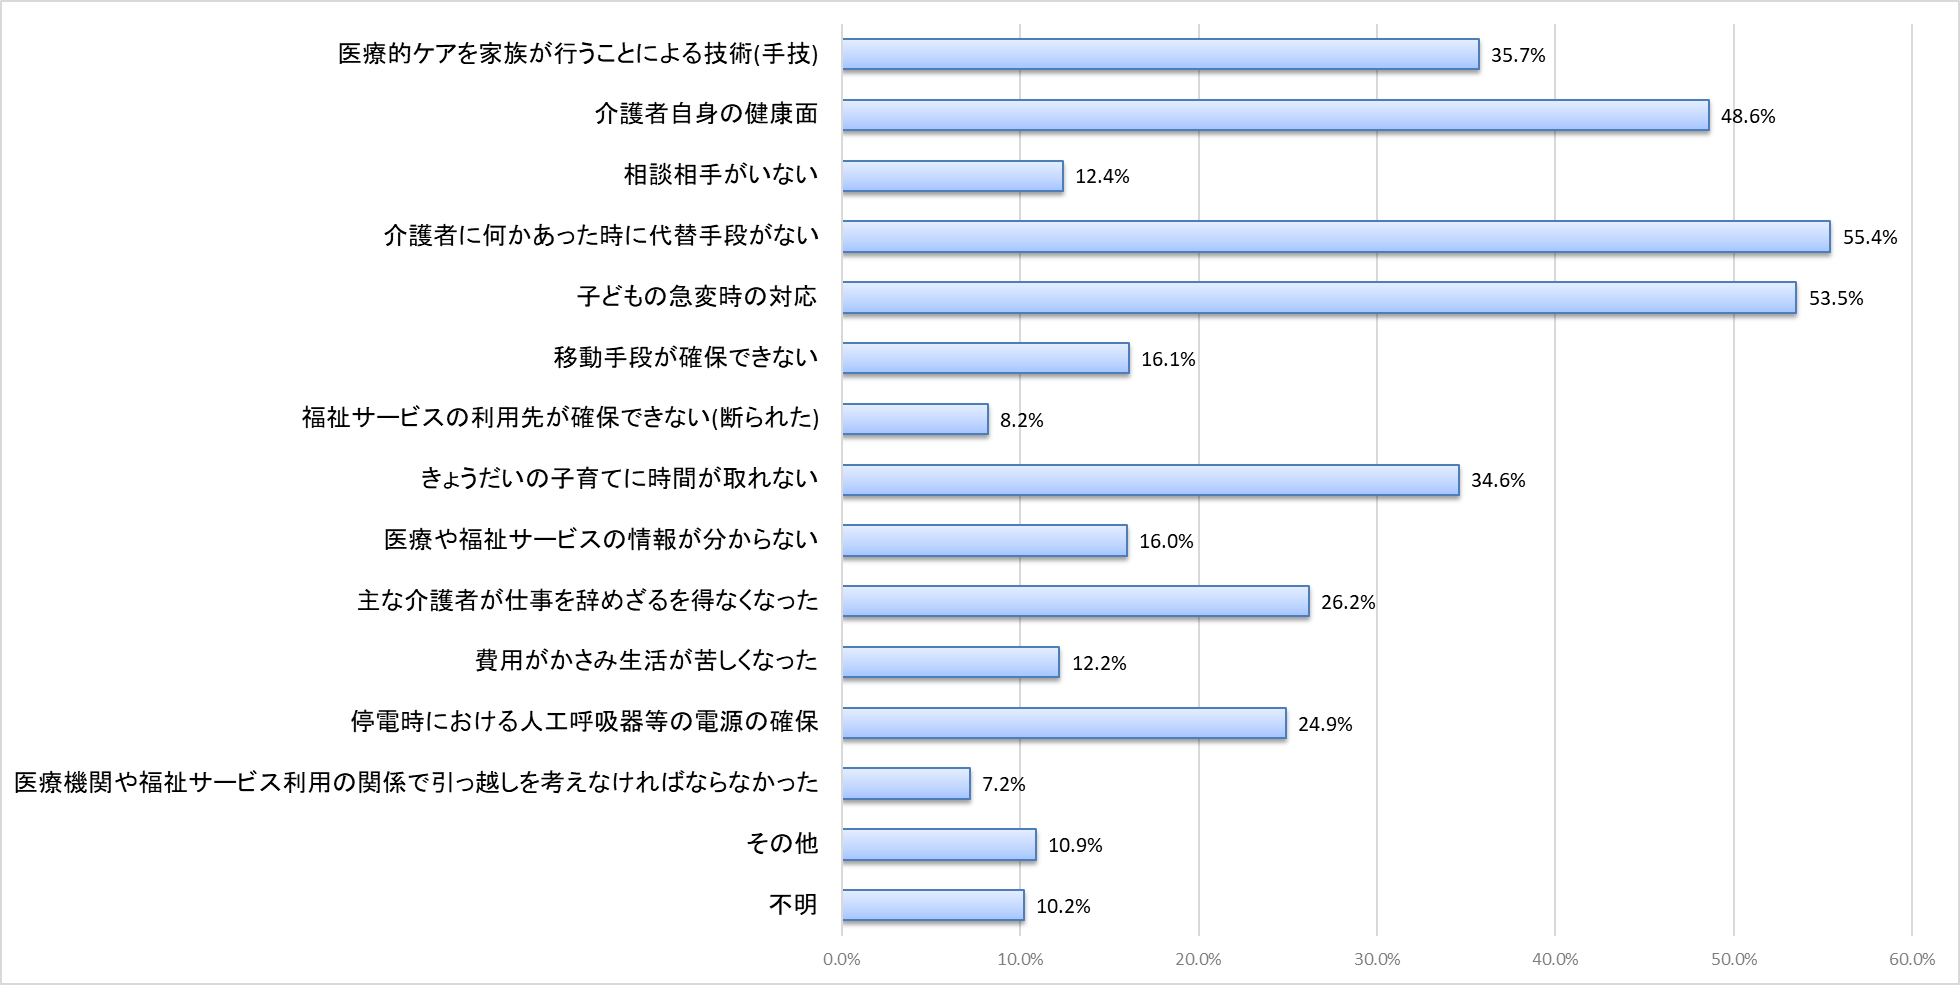 医療的ケアを家族が行うことによる技術(手技) 35.7%
介護者自身の健康面 48.6%
相談相手がいない 12.4%
介護者に何かあった時に代替手段がない 55.4%
子どもの急変時の対応 53.5%
移動手段が確保できない 16.1%
福祉サービスの利用先が確保できない(断られた) 8.2%
きょうだいの子育てに時間が取れない 34.6%
医療や福祉サービスの情報が分からない 16.0%
主な介護者が仕事を辞めざるを得なくなった 26.2%
費用がかさみ生活が苦しくなった 12.2%
停電時における人工呼吸器等の電源の確保 24.9%
医療機関や福祉サービス利用の関係で引っ越しを考えなければならなかった 7.2%
その他 10.9%
不明 10.2%
0.0% 10.0% 20.0% 30.0% 40.0% 50.0% 60.0%